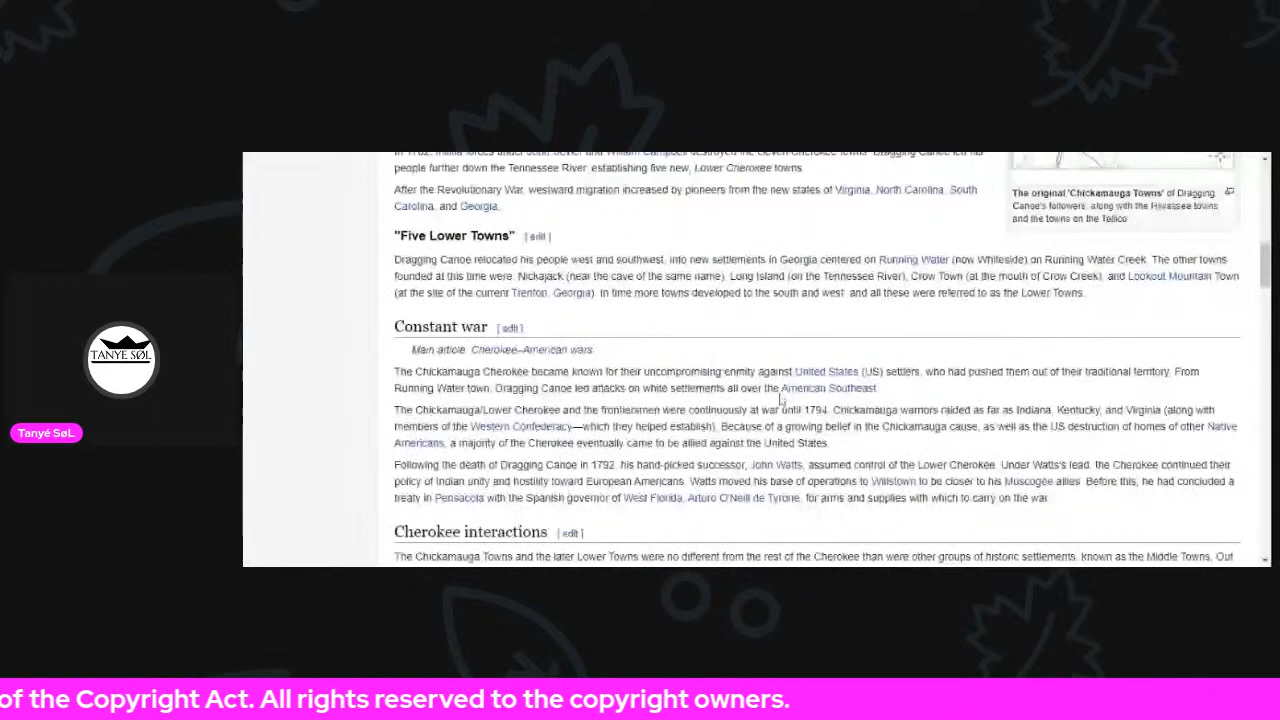 people further down the Tennessee River, establishing five new, Lower Cherokee towns.
After the Revolutionary War, westward migration increased by pioneers from the new states of Virginia, North Carolina, South
Carolina, and Georgia.
The original 'Chickamauga Towns' of Dragging
Canoe's followers, along with the Hiwassee towns
and the towns on the Tellico
"Five Lower Towns" [ edit ]
Dragging Canoe relocated his people west and southwest, into new settlements in Georgia centered on Running Water (now Whiteside) on Running Water Creek. The other towns
founded at this time were: Nickajack (near the cave of the same name), Long Island (on the Tennessee River), Crow Town (at the mouth of Crow Creek), and Lookout Mountain Town
(at the site of the current Trenton, Georgia). In time more towns developed to the south and west, and all these were referred to as the Lower Towns.
Constant war [ edit ]
Main article: Cherokee–American wars
The Chickamauga Cherokee became known for their uncompromising enmity against United States (US) settlers, who had pushed them out of their traditional territory. From
Running Water town, Dragging Canoe led attacks on white settlements all over the American Southeast.
The Chickamauga/Lower Cherokee and the frontiersmen were continuously at war until 1794. Chickamauga warriors raided as far as Indiana, Kentucky, and Virginia (along with
members of the Western Confederacy—which they helped establish). Because of a growing belief in the Chickamauga cause, as well as the US destruction of homes of other Native
Americans, a majority of the Cherokee eventually came to be allied against the United States.
Following the death of Dragging Canoe in 1792, his hand-picked successor, John Watts, assumed control of the Lower Cherokee. Under Watts's lead, the Cherokee continued their
policy of Indian unity and hostility toward European Americans. Watts moved his base of operations to Willstown to be closer to his Muscogee allies. Before this, he had concluded a
treaty in Pensacola with the Spanish governor of West Florida, Arturo O'Neill de Tyrone, for arms and supplies with which to carry on the war.
Cherokee interactions [ edit ]
The Chickamauga Towns and the later Lower Towns were no different from the rest of the Cherokee than were other groups of historic settlements, known as the Middle Towns, Out
TANYE SØL
Tanyé SøL
of the Copyright Act. All rights reserved to the copyright owners.